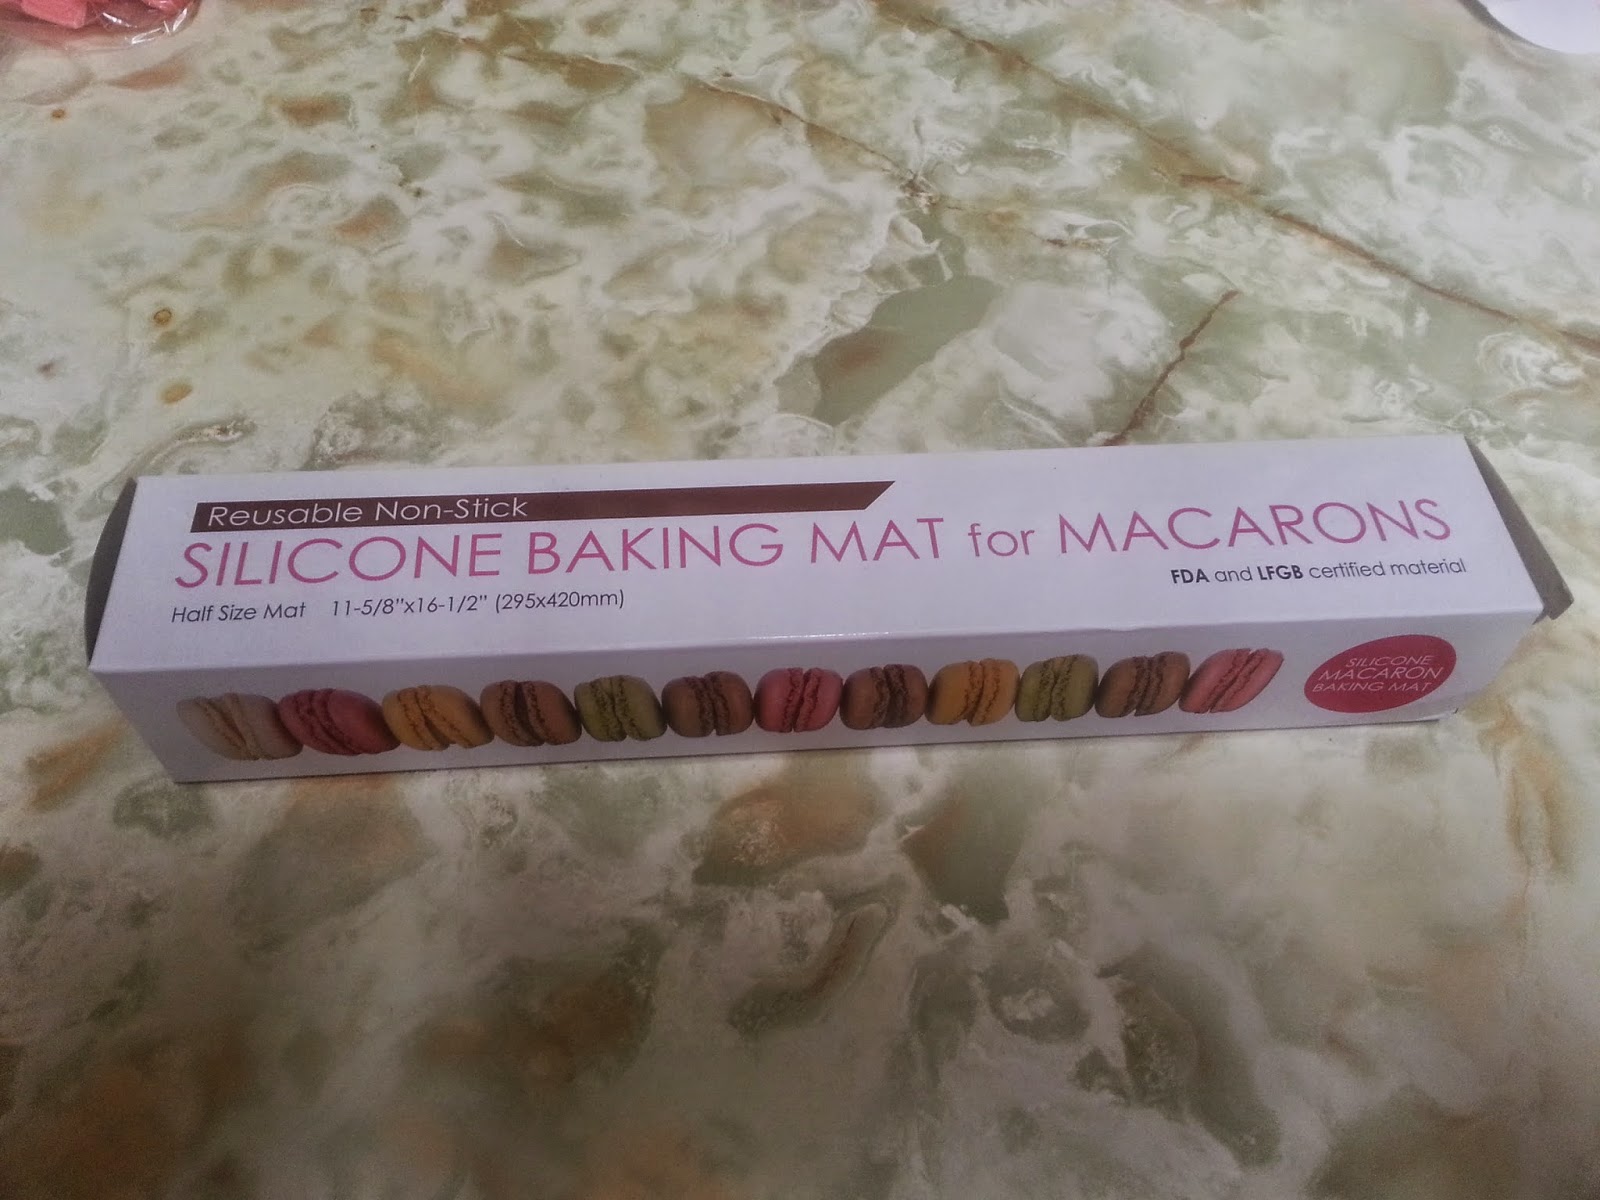 Reusable Non-Stick
SILICONE BAKING MAT for MACARONS
Half Size Mat 11-5/8"x16-1/2" (295x420mm)
FDA and LFGB certified material
SILICONE
MACARON
BAKING MAT